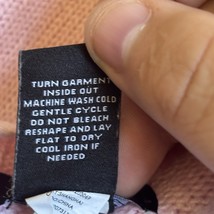 TURN GARMENT
INSIDE OUT
MACHINE WASH COLD
GENTLE CYCLE
DO NOT BLEACH
RESHAPE AND LAY
FLAT TO DRY
COOL IRON IF
NEEDED